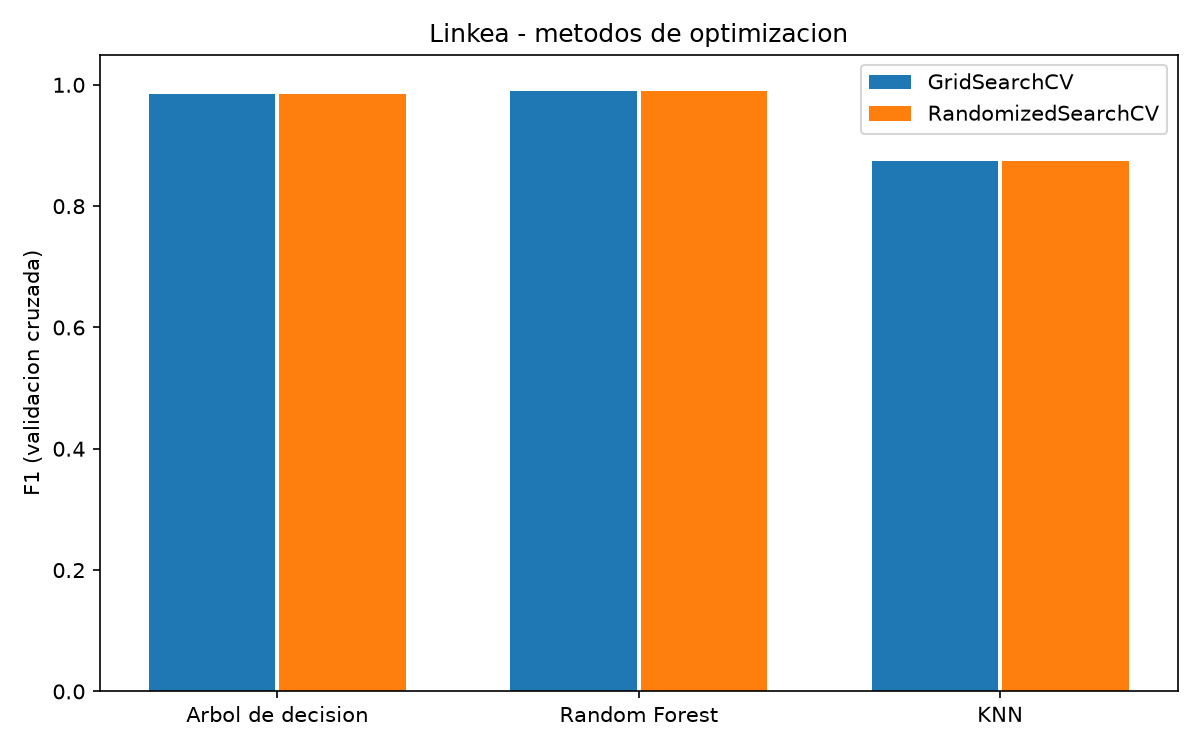 Linkea - metodos de optimizacion
GridSearchCV
RandomizedSearchCV
F1 (validacion cruzada)
1.0
0.8
0.6
0.4
0.2
0.0
Arbol de decision
Random Forest
KNN